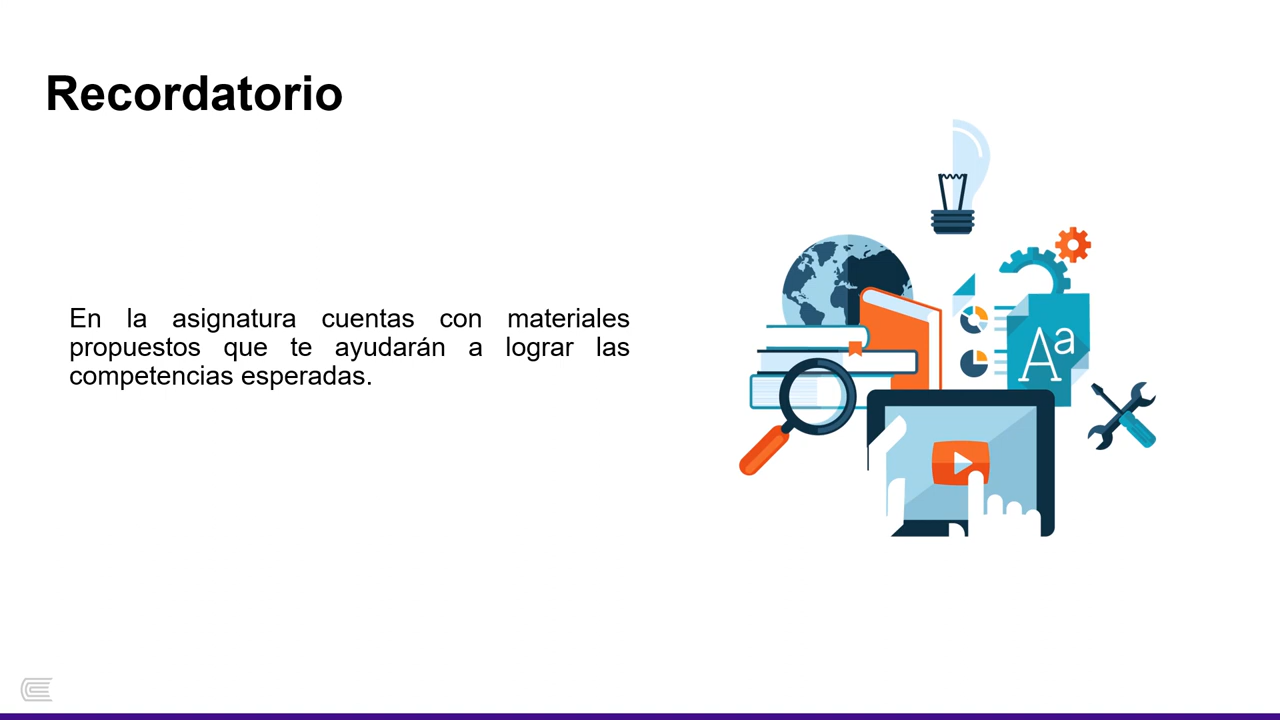 Recordatorio
En la asignatura cuentas con materiales
propuestos que te ayudarán a lograr las
competencias esperadas.
Aa